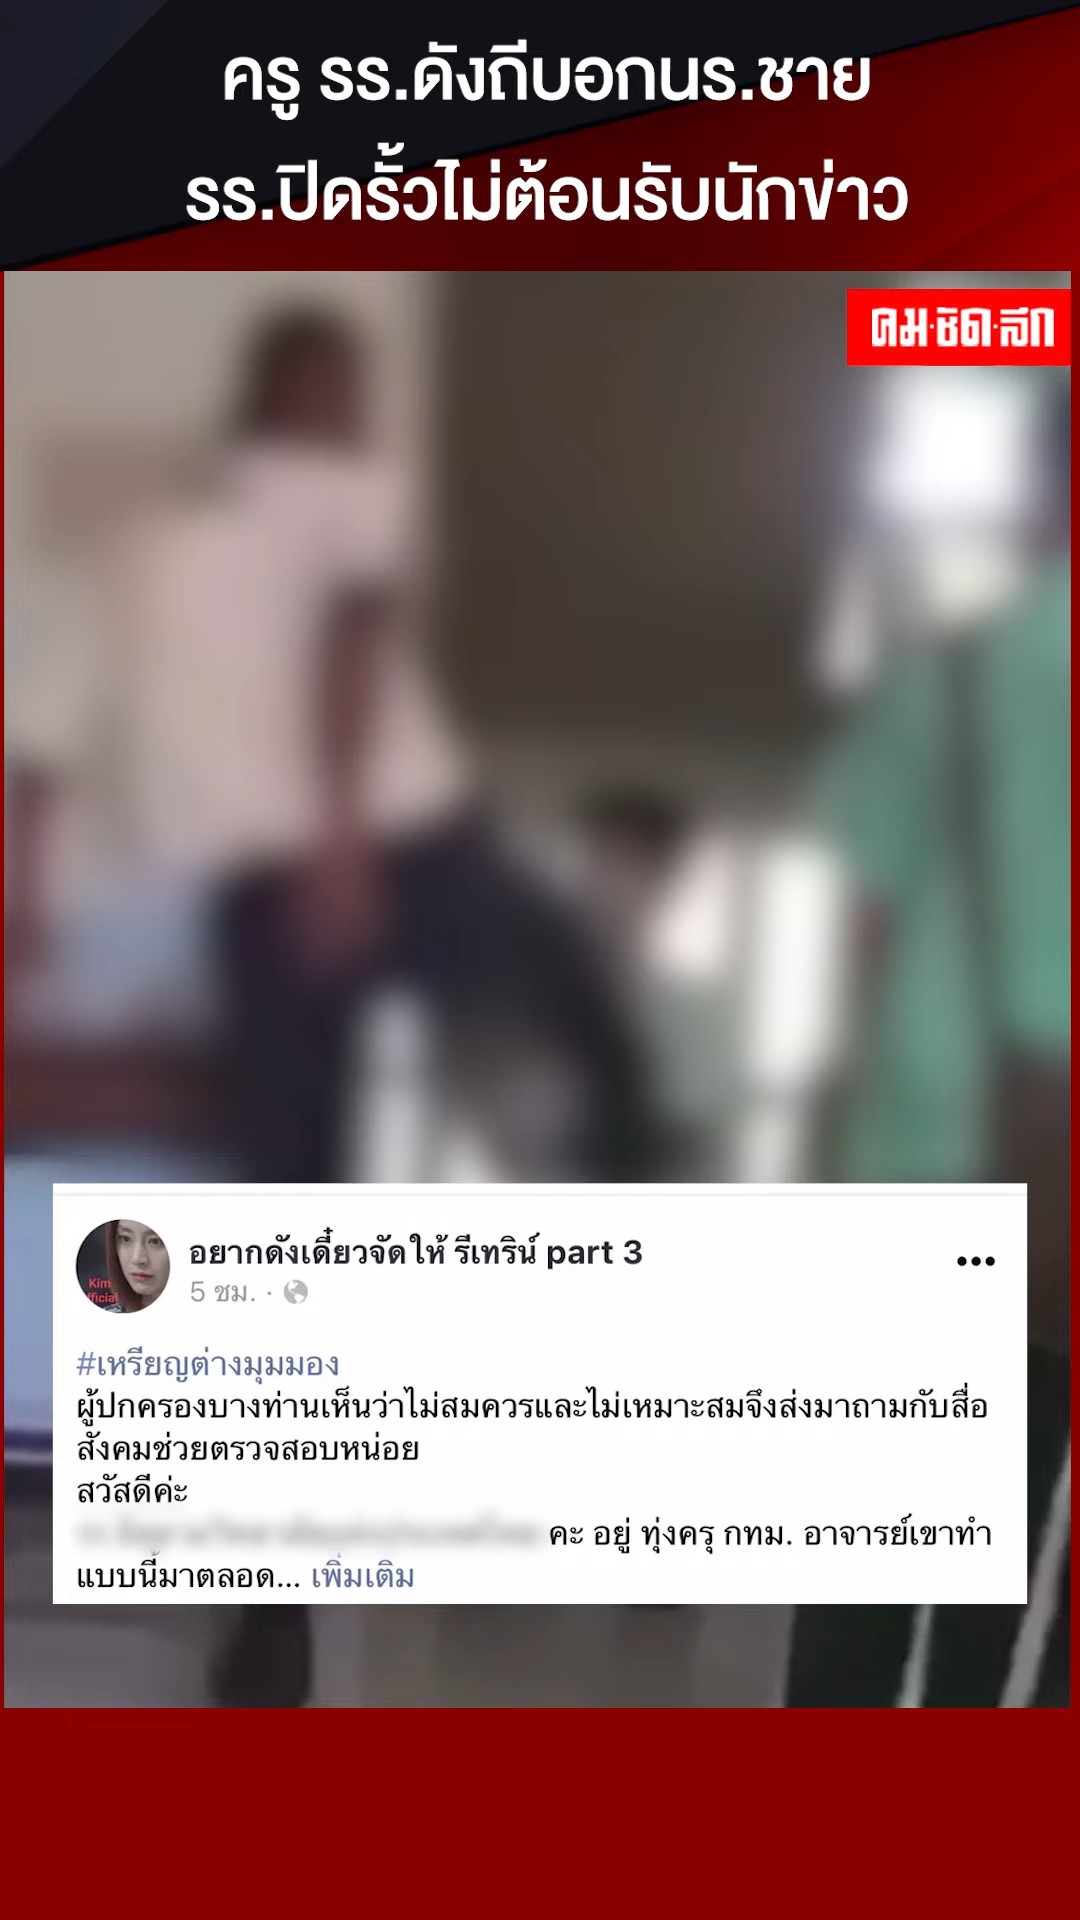 ครู รร.ดังถีบอกนร.ชาย
รร.ปิดรั้วไม่ต้อนรับนักข่าว
คม·ชัด·ลึก
อยากดังเดี๋ยวจัดให้ รีเทริน์ part 3
5 ชม. ·
Kim
fficial
#เหรียญต่างมุมมอง
ผู้ปกครองบางท่านเห็นว่าไม่สมควรและไม่เหมาะสมจึงส่งมาถามกับสื่อ
สังคมช่วยตรวจสอบหน่อย
สวัสดีค่ะ
คะ อยู่ ทุ่งครุ กทม. อาจารย์เขาทำ
แบบนี้มาตลอด... เพิ่มเติม